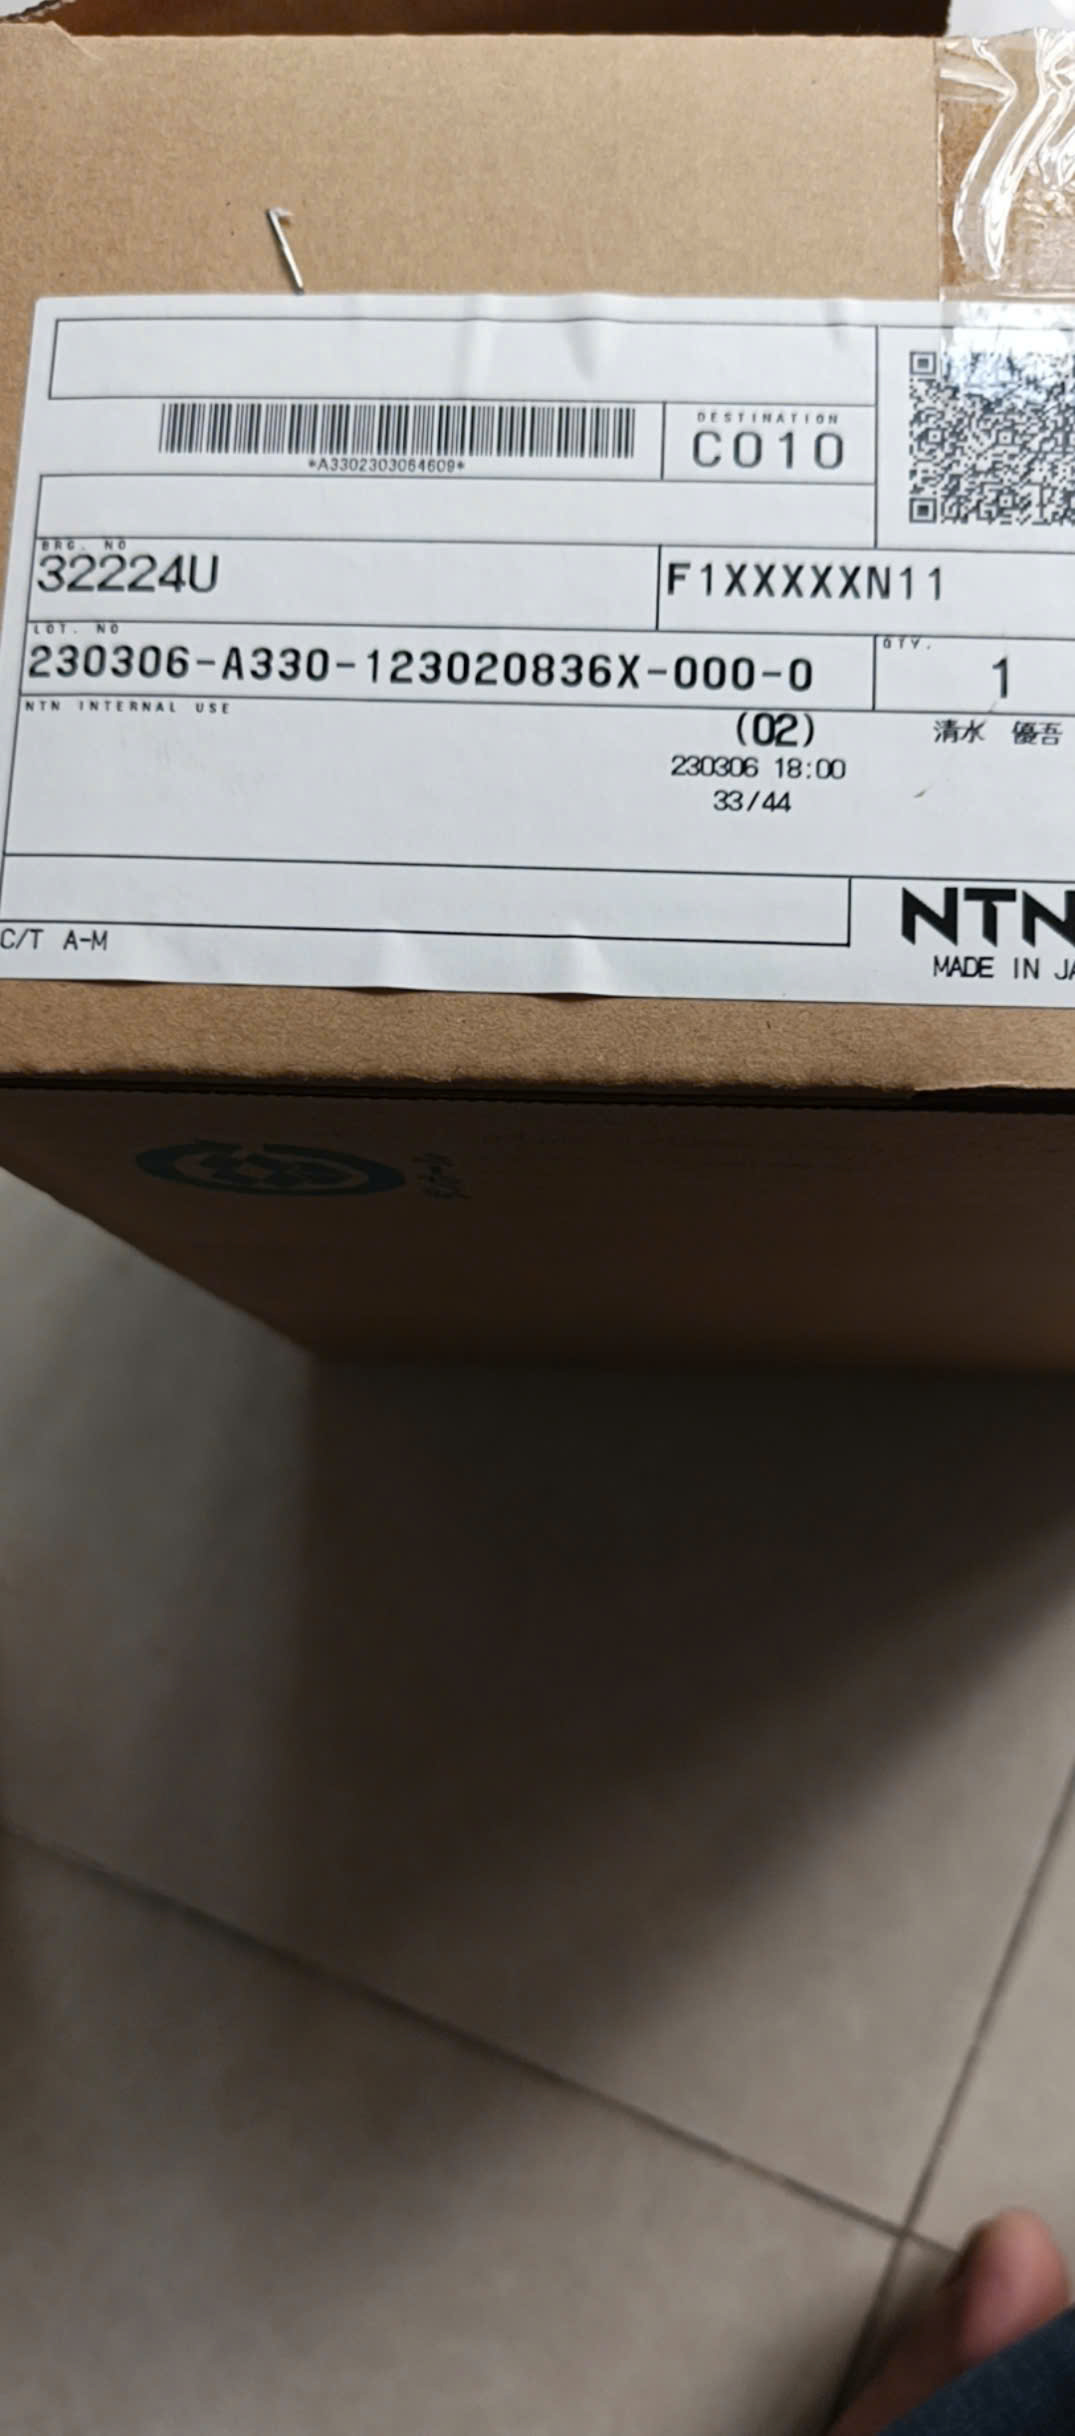 *A3302303064609*
DESTINATION
C010
BRG. NO
32224U
F1XXXXXN11
LOT. NO
230306-A330-123020836X-000-0
QTY.
1
NTN INTERNAL USE
(02)
清水 優吾
230306 18:00
33/44
C/T A-M
NTN
MADE IN JA